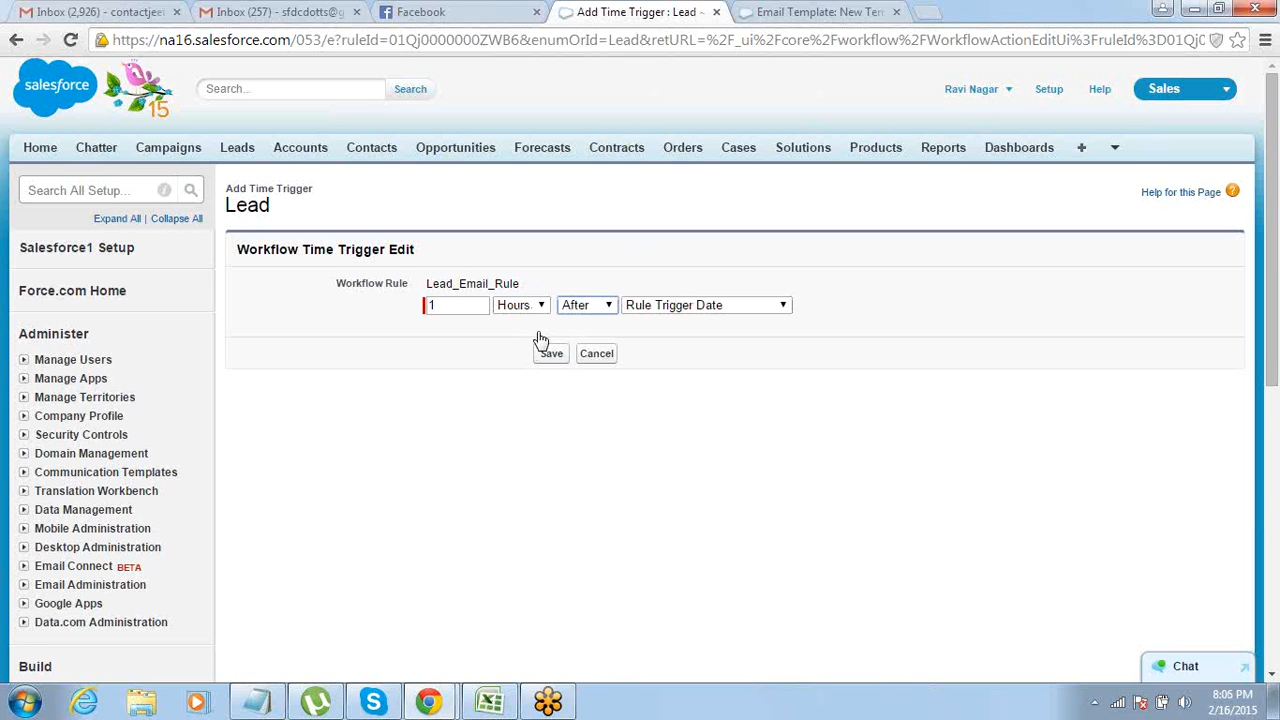 Inbox (2,926) - contactjee
Inbox (257) - sfdcdotts@g
Facebook
Add Time Trigger : Lead ~
Email Template: New Ter
https://na16.salesforce.com/053/e?ruleId=01Qj0000000ZWB6&enumOrId=Lead&retURL=%2F_ui%2Fcore%2Fworkflow%2FWorkflowActionEditUi%3FruleId%3D01Qj0
salesforce
15
Search...
Search
Ravi Nagar
Setup
Help
Sales
Home
Chatter
Campaigns
Leads
Accounts
Contacts
Opportunities
Forecasts
Contracts
Orders
Cases
Solutions
Products
Reports
Dashboards
+
Search All Setup...
Expand All | Collapse All
Salesforce1 Setup
Force.com Home
Administer
Manage Users
Manage Apps
Manage Territories
Company Profile
Security Controls
Domain Management
Communication Templates
Translation Workbench
Data Management
Mobile Administration
Desktop Administration
Email Connect BETA
Email Administration
Google Apps
Data.com Administration
Build
Add Time Trigger
Lead
Help for this Page
Workflow Time Trigger Edit
Workflow Rule
Lead_Email_Rule
1
Hours
After
Rule Trigger Date
Save
Cancel
Chat
8:05 PM
2/16/2015